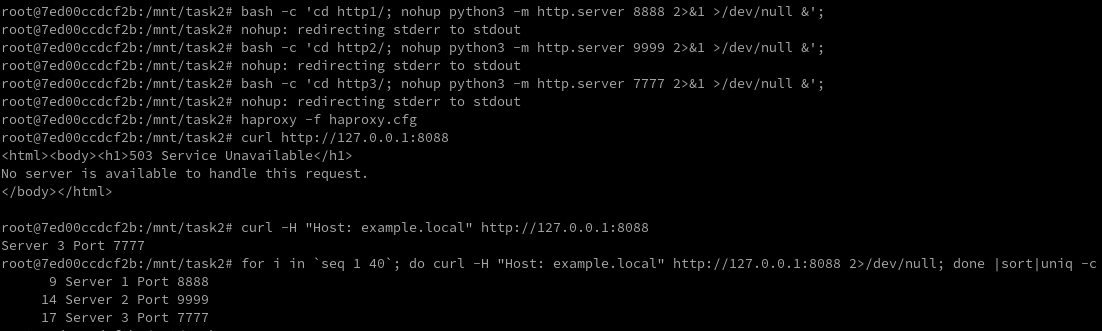 root@7ed00ccdcf2b:/mnt/task2# bash -c 'cd http1/; nohup python3 -m http.server 8888 2>&1 >/dev/null &';
root@7ed00ccdcf2b:/mnt/task2# nohup: redirecting stderr to stdout
root@7ed00ccdcf2b:/mnt/task2# bash -c 'cd http2/; nohup python3 -m http.server 9999 2>&1 >/dev/null &';
root@7ed00ccdcf2b:/mnt/task2# nohup: redirecting stderr to stdout
root@7ed00ccdcf2b:/mnt/task2# bash -c 'cd http3/; nohup python3 -m http.server 7777 2>&1 >/dev/null &';
root@7ed00ccdcf2b:/mnt/task2# nohup: redirecting stderr to stdout
root@7ed00ccdcf2b:/mnt/task2# haproxy -f haproxy.cfg
root@7ed00ccdcf2b:/mnt/task2# curl http://127.0.0.1:8088
<html><body><h1>503 Service Unavailable</h1>
No server is available to handle this request.
</body></html>
root@7ed00ccdcf2b:/mnt/task2# curl -H "Host: example.local" http://127.0.0.1:8088
Server 3 Port 7777
root@7ed00ccdcf2b:/mnt/task2# for i in `seq 1 40`; do curl -H "Host: example.local" http://127.0.0.1:8088 2>/dev/null; done |sort|uniq -c
9 Server 1 Port 8888
14 Server 2 Port 9999
17 Server 3 Port 7777